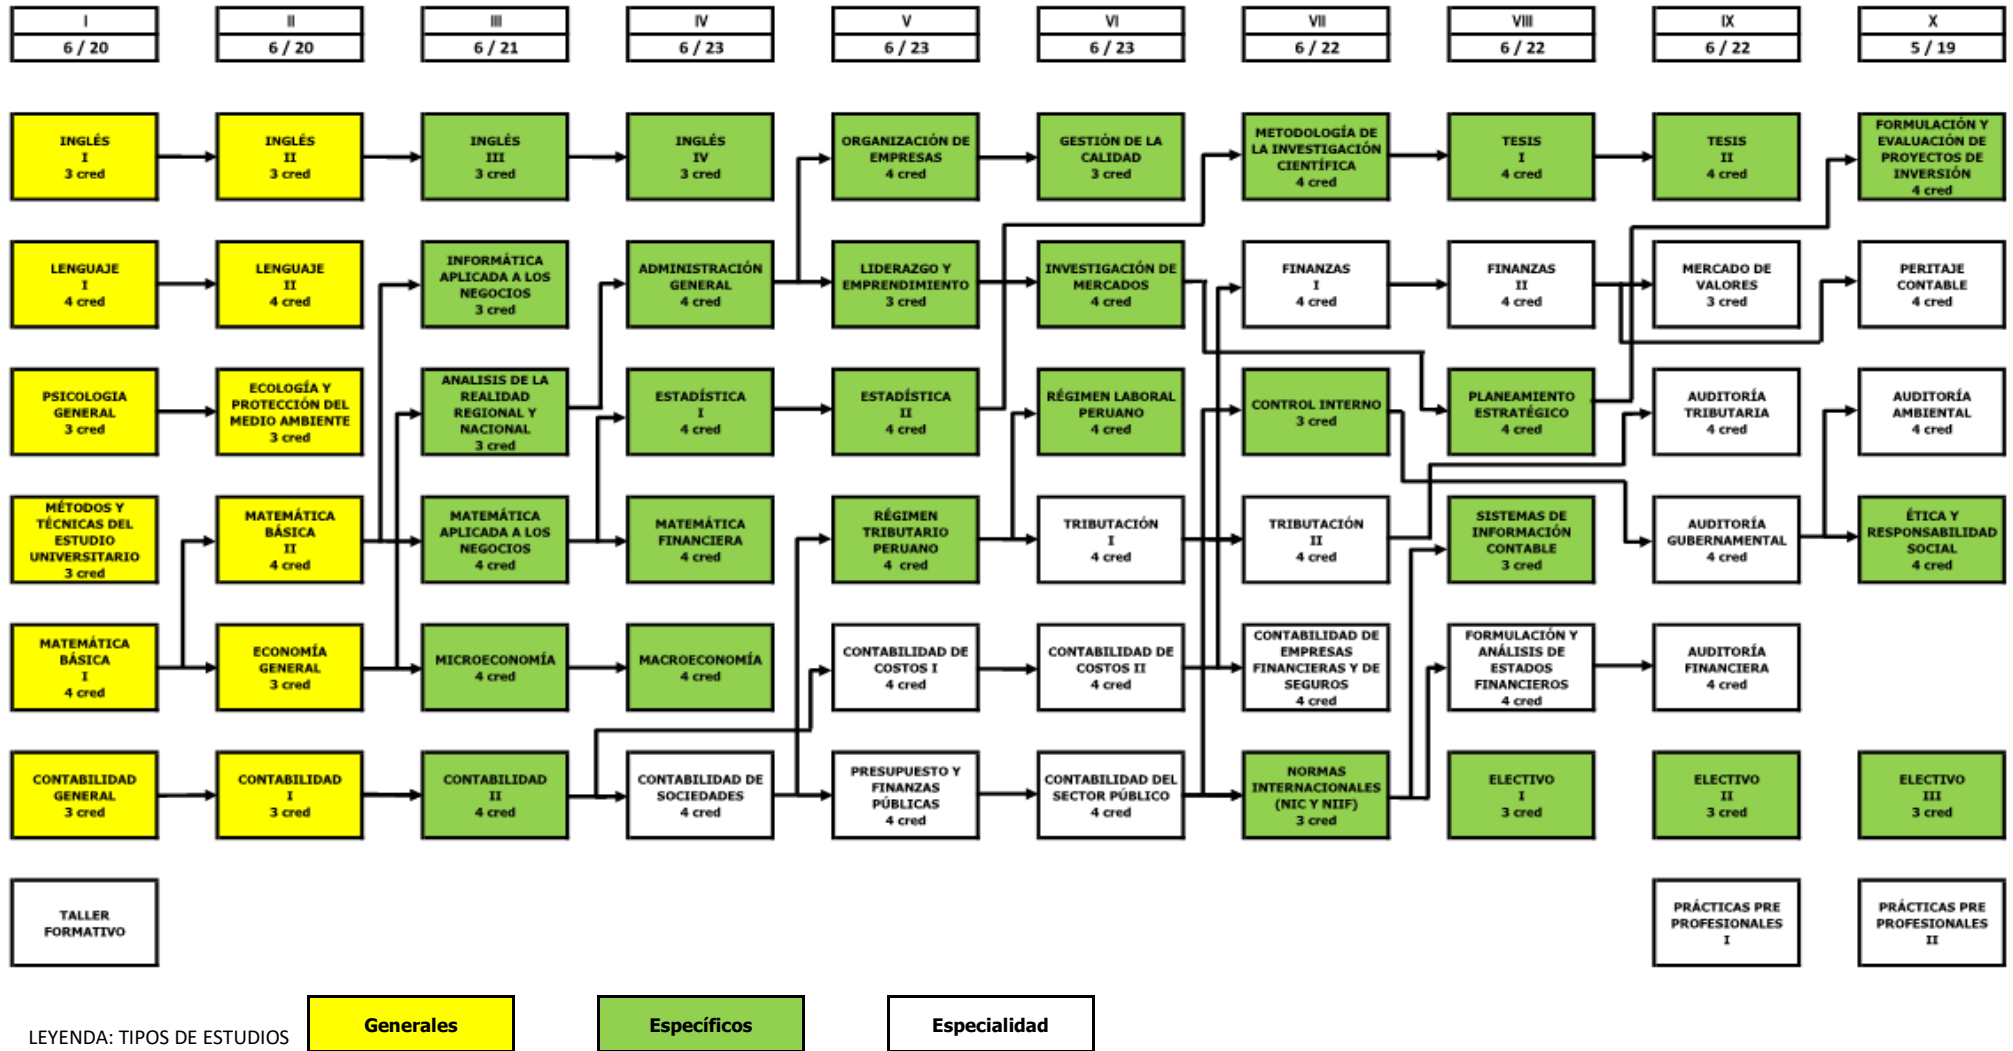 I II III IV V VI VII VIII IX X
6 / 20 6 / 20 6 / 21 6 / 23 6 / 23 6 / 23 6 / 22 6 / 22 6 / 22 5 / 19
INGLÉS
I
3 cred
INGLÉS
II
3 cred
INGLÉS
III
3 cred
INGLÉS
IV
3 cred
ORGANIZACIÓN DE
EMPRESAS
4 cred
GESTIÓN DE LA
CALIDAD
3 cred
METODOLOGÍA DE
LA INVESTIGACIÓN
CIENTÍFICA
4 cred
TESIS
I
4 cred
TESIS
II
4 cred
FORMULACIÓN Y
EVALUACIÓN DE
PROYECTOS DE
INVERSIÓN
4 cred
LENGUAJE
I
4 cred
LENGUAJE
II
4 cred
INFORMÁTICA
APLICADA A LOS
NEGOCIOS
3 cred
ADMINISTRACIÓN
GENERAL
4 cred
LIDERAZGO Y
EMPRENDIMIENTO
3 cred
INVESTIGACIÓN DE
MERCADOS
4 cred
FINANZAS
I
4 cred
FINANZAS
II
4 cred
MERCADO DE
VALORES
3 cred
PERITAJE
CONTABLE
4 cred
PSICOLOGIA
GENERAL
3 cred
ECOLOGÍA Y
PROTECCIÓN DEL
MEDIO AMBIENTE
3 cred
ANALISIS DE LA
REALIDAD
REGIONAL Y
NACIONAL
3 cred
ESTADÍSTICA
I
4 cred
ESTADÍSTICA
II
4 cred
RÉGIMEN LABORAL
PERUANO
4 cred
CONTROL INTERNO
3 cred
PLANEAMIENTO
ESTRATÉGICO
4 cred
AUDITORÍA
TRIBUTARIA
4 cred
AUDITORÍA
AMBIENTAL
4 cred
MÉTODOS Y
TÉCNICAS DEL
ESTUDIO
UNIVERSITARIO
3 cred
MATEMÁTICA
BÁSICA
II
4 cred
MATEMÁTICA
APLICADA A LOS
NEGOCIOS
4 cred
MATEMÁTICA
FINANCIERA
4 cred
RÉGIMEN
TRIBUTARIO
PERUANO
4 cred
TRIBUTACIÓN
I
4 cred
TRIBUTACIÓN
II
4 cred
SISTEMAS DE
INFORMACIÓN
CONTABLE
3 cred
AUDITORÍA
GUBERNAMENTAL
4 cred
ÉTICA Y
RESPONSABILIDAD
SOCIAL
4 cred
MATEMÁTICA
BÁSICA
I
4 cred
ECONOMÍA
GENERAL
3 cred
MICROECONOMÍA
4 cred
MACROECONOMÍA
4 cred
CONTABILIDAD DE
COSTOS I
4 cred
CONTABILIDAD DE
COSTOS II
4 cred
CONTABILIDAD DE
EMPRESAS
FINANCIERAS Y DE
SEGUROS
4 cred
FORMULACIÓN Y
ANÁLISIS DE
ESTADOS
FINANCIEROS
4 cred
AUDITORÍA
FINANCIERA
4 cred
CONTABILIDAD
GENERAL
3 cred
CONTABILIDAD
I
3 cred
CONTABILIDAD
II
4 cred
CONTABILIDAD DE
SOCIEDADES
4 cred
PRESUPUESTO Y
FINANZAS
PÚBLICAS
4 cred
CONTABILIDAD DEL
SECTOR PÚBLICO
4 cred
NORMAS
INTERNACIONALES
(NIC Y NIIF)
3 cred
ELECTIVO
I
3 cred
ELECTIVO
II
3 cred
ELECTIVO
III
3 cred
TALLER
FORMATIVO
PRÁCTICAS PRE
PROFESIONALES
I
PRÁCTICAS PRE
PROFESIONALES
II
LEYENDA: TIPOS DE ESTUDIOS
Generales
Específicos
Especialidad